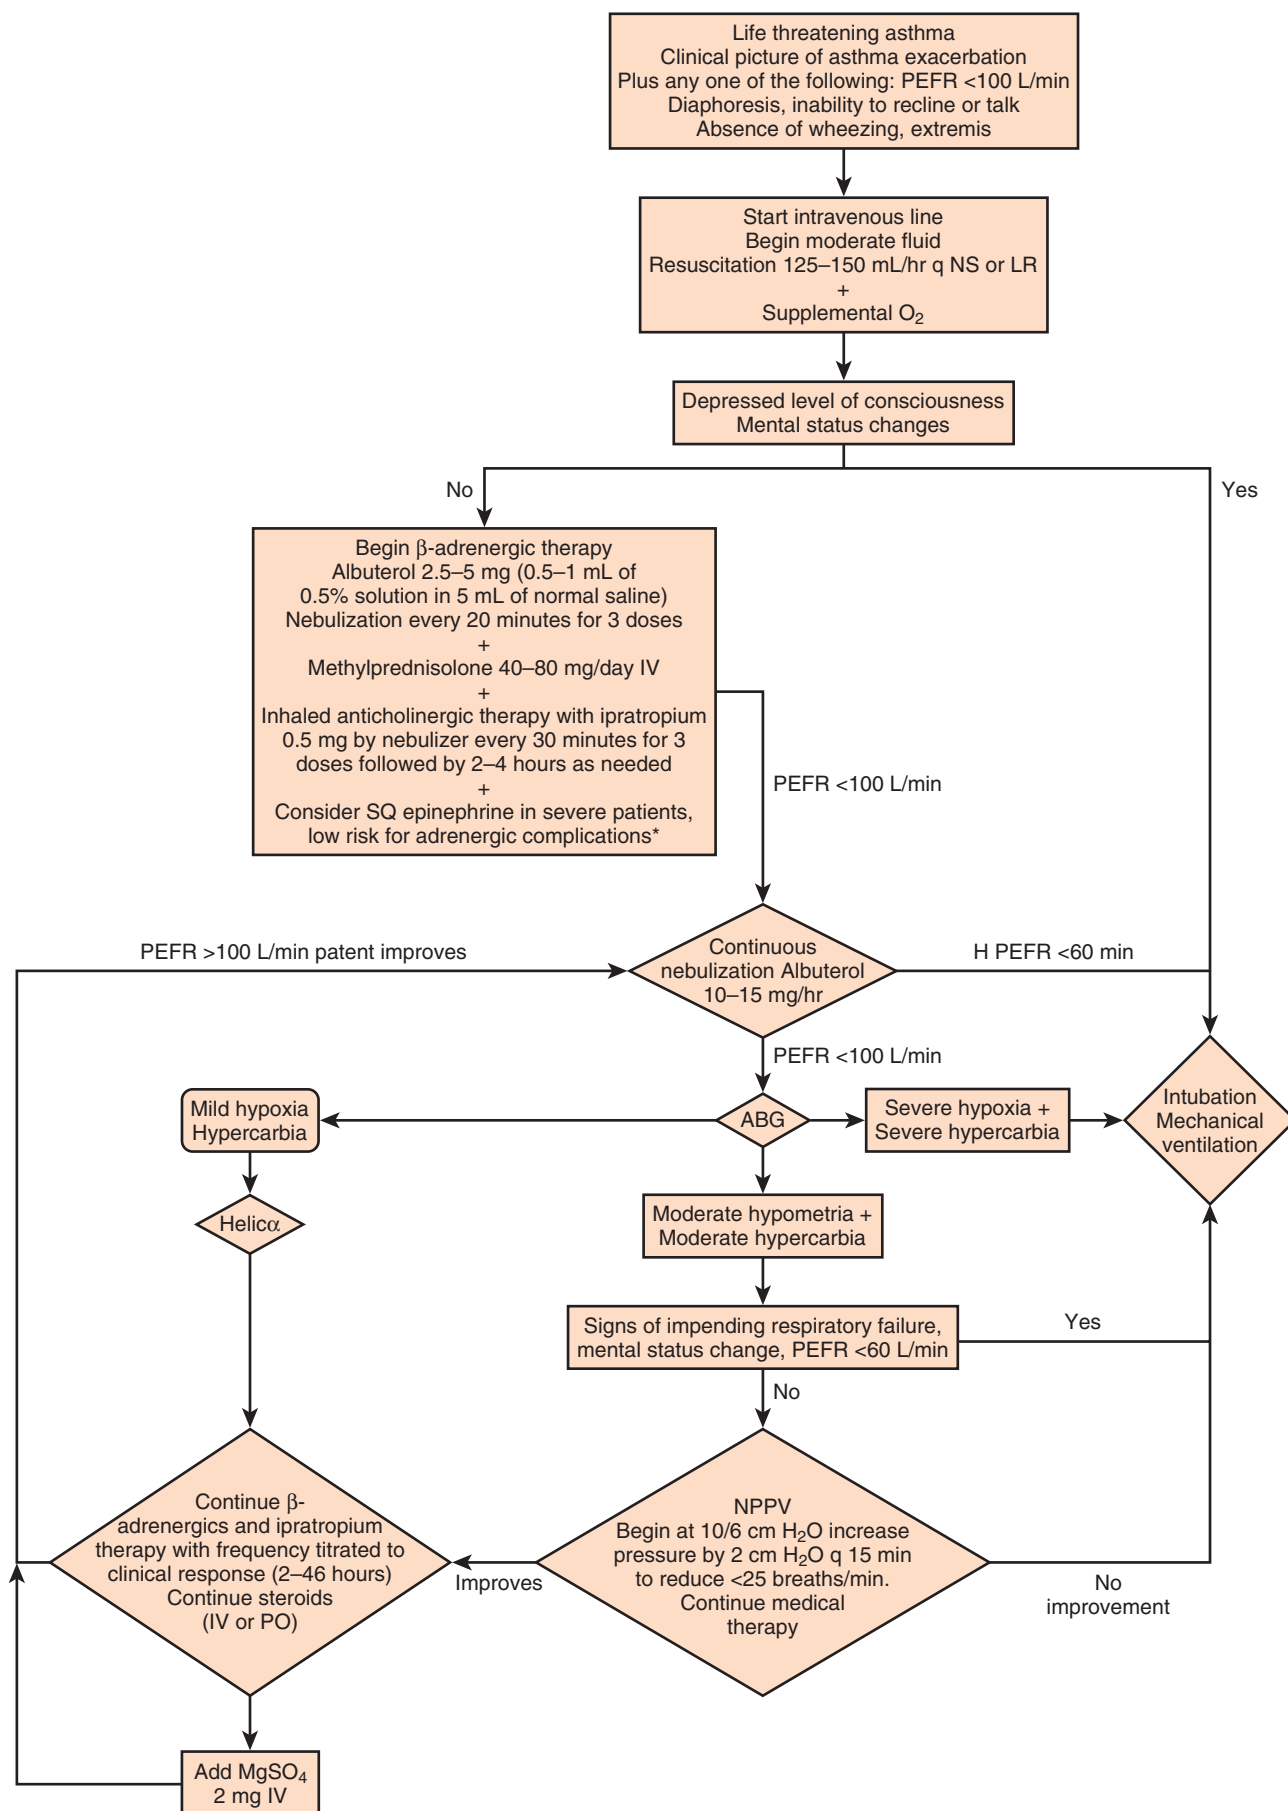 Life threatening asthma
Clinical picture of asthma exacerbation
Plus any one of the following: PEFR <100 L/min
Diaphoresis, inability to recline or talk
Absence of wheezing, extremis
Start intravenous line
Begin moderate fluid
Resuscitation 125–150 mL/hr q NS or LR
+
Supplemental O₂
Depressed level of consciousness
Mental status changes
No
Yes
Begin β-adrenergic therapy
Albuterol 2.5–5 mg (0.5–1 mL of
0.5% solution in 5 mL of normal saline)
Nebulization every 20 minutes for 3 doses
+
Methylprednisolone 40–80 mg/day IV
+
Inhaled anticholinergic therapy with ipratropium
0.5 mg by nebulizer every 30 minutes for 3
doses followed by 2–4 hours as needed
+
Consider SQ epinephrine in severe patients,
low risk for adrenergic complications*
PEFR <100 L/min
PEFR >100 L/min patent improves
Continuous
nebulization Albuterol
10–15 mg/hr
H PEFR <60 min
PEFR <100 L/min
Mild hypoxia
Hypercarbia
ABG
Severe hypoxia +
Severe hypercarbia
Intubation
Mechanical
ventilation
Helicα
Moderate hypometria +
Moderate hypercarbia
Signs of impending respiratory failure,
mental status change, PEFR <60 L/min
Yes
No
Continue β-
adrenergics and ipratropium
therapy with frequency titrated to
clinical response (2–46 hours)
Continue steroids
(IV or PO)
Improves
NPPV
Begin at 10/6 cm H₂O increase
pressure by 2 cm H₂O q 15 min
to reduce <25 breaths/min.
Continue medical
therapy
No
improvement
Add MgSO₄
2 mg IV